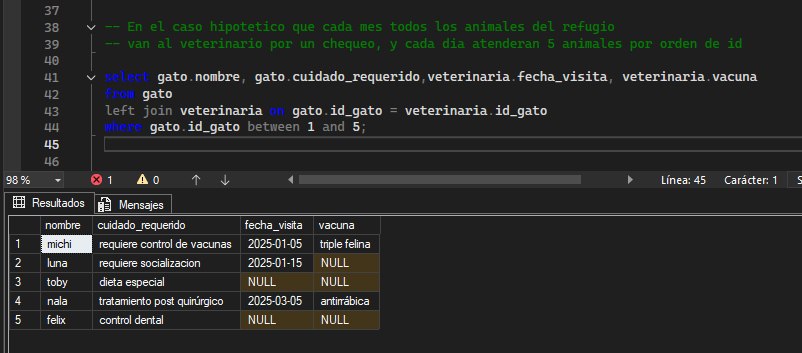 37
38 -- En el caso hipotetico que cada mes todos los animales del refugio
39 -- van al veterinario por un chequeo, y cada dia atenderan 5 animales por orden de id
40
41 select gato.nombre, gato.cuidado_requerido,veterinaria.fecha_visita, veterinaria.vacuna
42 from gato
43 left join veterinaria on gato.id_gato = veterinaria.id_gato
44 where gato.id_gato between 1 and 5;
45
46
98 % 1 0 Línea: 45 Carácter: 1 S
Resultados Mensajes
nombre cuidado_requerido fecha_visita vacuna
1 michi requiere control de vacunas 2025-01-05 triple felina
2 luna requiere socializacion 2025-01-15 NULL
3 toby dieta especial NULL NULL
4 nala tratamiento post quirúrgico 2025-03-05 antirrábica
5 felix control dental NULL NULL